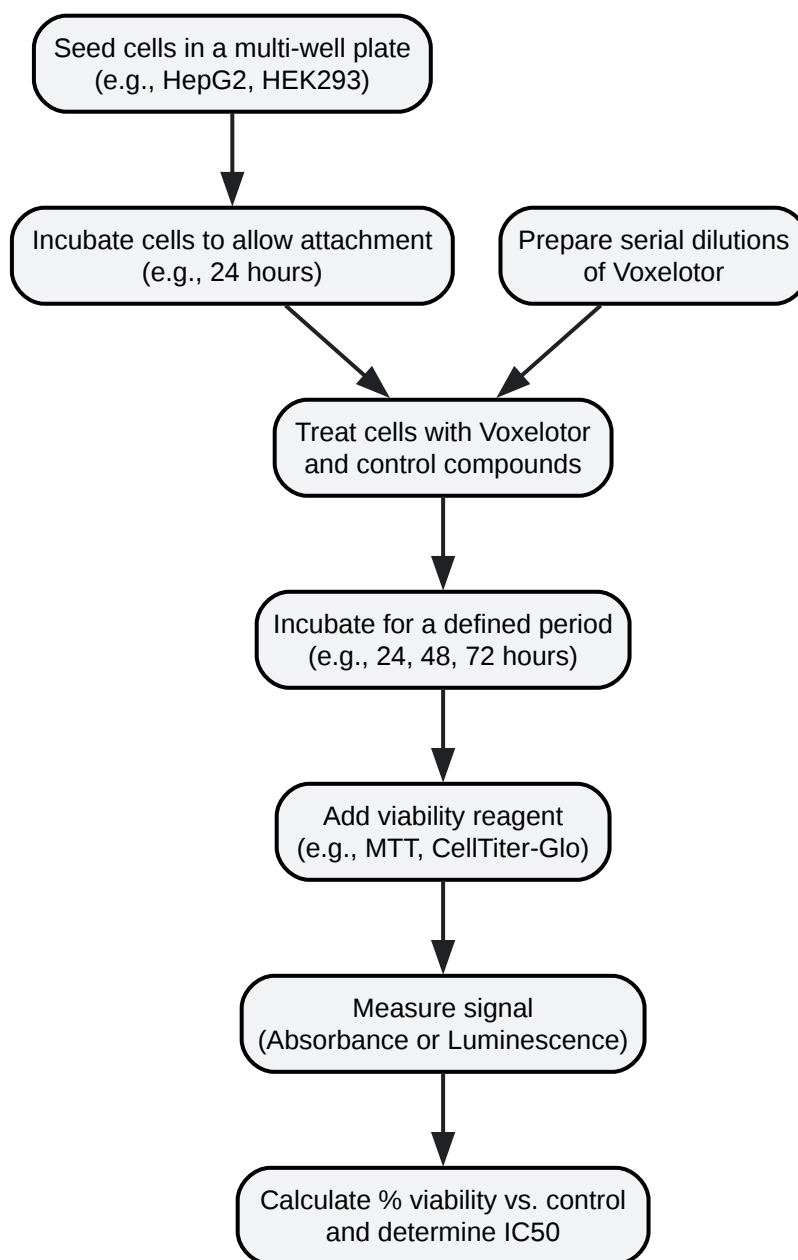 Seed cells in a multi-well plate
(e.g., HepG2, HEK293)
Incubate cells to allow attachment
(e.g., 24 hours)
Prepare serial dilutions
of Voxelotor
Treat cells with Voxelotor
and control compounds
Incubate for a defined period
(e.g., 24, 48, 72 hours)
Add viability reagent
(e.g., MTT, CellTiter-Glo)
Measure signal
(Absorbance or Luminescence)
Calculate % viability vs. control
and determine IC50